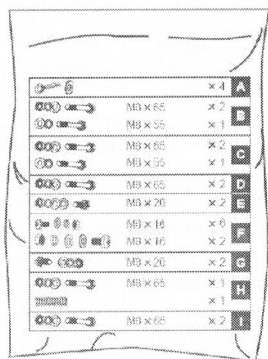 × 4 A
M8 × 65 × 2 B
M8 × 55 × 1
M8 × 65 × 2 C
M8 × 55 × 1
M8 × 65 × 2 D
M8 × 20 × 2 E
M8 × 16 × 6 F
M8 × 16 × 2
M8 × 20 × 2 G
M8 × 65 × 1 H
× 1
M8 × 65 × 2 I